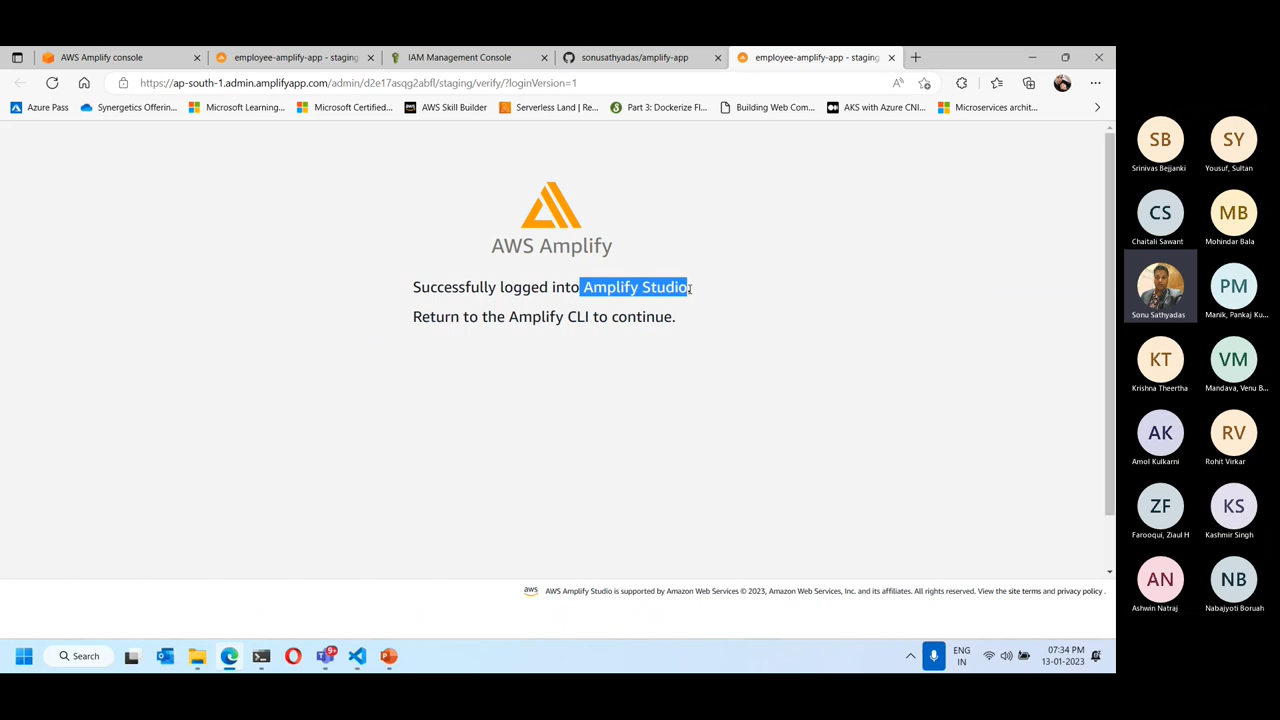 AWS Amplify console
employee-amplify-app - staging
IAM Management Console
sonusathyadas/amplify-app
employee-amplify-app - staging
https://ap-south-1.admin.amplifyapp.com/admin/d2e17asqg2abfl/staging/verify/?loginVersion=1
Azure Pass
Synergetics Offerin...
Microsoft Learning...
Microsoft Certified...
AWS Skill Builder
Serverless Land | Re...
Part 3: Dockerize Fl...
Building Web Com...
AKS with Azure CNI...
Microservices archit...
AWS Amplify
Successfully logged into Amplify Studio.
Return to the Amplify CLI to continue.
aws
AWS Amplify Studio is supported by Amazon Web Services © 2023, Amazon Web Services, Inc. and its affiliates. All rights reserved. View the site terms and privacy policy .
Search
9+
ENG
IN
07:34 PM
13-01-2023
SB
Srinivas Bejjanki
SY
Yousuf, Sultan
CS
Chaitali Sawant
MB
Mohindar Bala
Sonu Sathyadas
PM
Manik, Pankaj Ku...
KT
Krishna Theertha
VM
Mandava, Venu B...
AK
Amol Kulkarni
RV
Rohit Virkar
ZF
Farooqui, Ziaul H
KS
Kashmir Singh
AN
Ashwin Natraj
NB
Nabajyoti Boruah